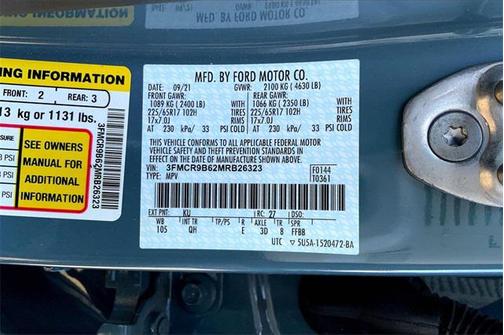 ING INFORMATION
FRONT: 2 REAR: 3
13 kg or 1131 lbs.
SURE
SEE OWNERS
MANUAL FOR
ADDITIONAL
INFORMATION
PSI
PSI
3FMCR9B62MRB26323
MFD. BY FORD MOTOR CO.
DATE: 09/21 GVWR: 2100 KG ( 4630 LB)
FRONT GAWR: REAR GAWR:
1089 KG ( 2400 LB) 1066 KG ( 2350 LB)
225/65R17 102H TIRES 225/65R17 102H
17x7.0J RIMS 17x7.0J
AT 230 kPa/ 33 PSI COLD AT 230 kPa/ 33 PSI COLD
THIS VEHICLE CONFORMS TO ALL APPLICABLE FEDERAL MOTOR
VEHICLE SAFETY AND THEFT PREVENTION STANDARDS IN EFFECT
ON THE DATE OF MANUFACTURE SHOWN ABOVE.
VIN: 3FMCR9B62MRB26323
TYPE: MPV
F0144
T0361
EXT PNT: KU RC: 27 DSO:
WB INT TR TP/PS R AXLE TR SPR
105 QH E 3D 8 FFBB
UTC 5U5A-1520472-BA